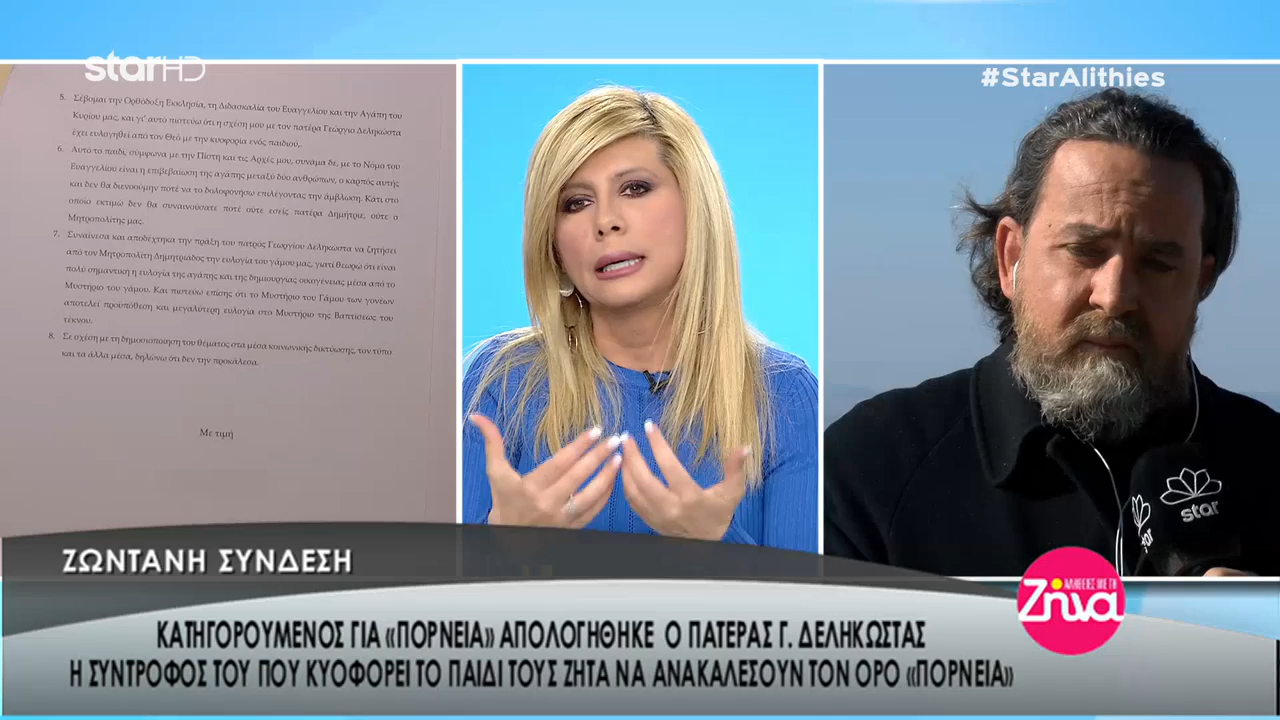 star HD
#StarAlithies
5. Σέβομαι την Ορθόδοξη Εκκλησία, τη Διδασκαλία του Ευαγγελίου και την Αγάπη του
Κυρίου μας, και γι' αυτό πιστεύω ότι η σχέση μου με τον πατέρα Γεώργιο Δεληκώστα
έχει ευλογηθεί από τον Θεό με την κυοφορία ενός παιδιού,.
6. Αυτό το παιδί, σύμφωνα με την Πίστη και τις Αρχές μου, συνάμα δε, με το Νόμο του
Ευαγγελίου είναι η επιβεβαίωση της αγάπης μεταξύ δύο ανθρώπων, ο καρπός αυτής
και δεν θα διενοούμην ποτέ να το δολοφονήσω επιλέγοντας την άμβλωση. Κάτι στο
οποίο εκτιμώ δεν θα συναινούσατε ποτέ ούτε εσείς πατέρα Δημήτριε, ούτε ο
Μητροπολίτης μας.
7. Συναίνεσα και αποδέχτηκα την πράξη του πατρός Γεωργίου Δεληκώστα να ζητήσει
από τον Μητροπολίτη Δημητριάδος την ευλογία του γάμου μας, γιατί θεωρώ ότι είναι
πολύ σημαντική η ευλογία της αγάπης και της δημιουργίας οικογένειας μέσα από το
Μυστήριο του γάμου. Και πιστεύω επίσης ότι το Μυστήριο του Γάμου των γονέων
αποτελεί προϋπόθεση και μεγαλύτερη ευλογία στο Μυστήριο της Βαπτίσεως του
τέκνου.
8. Σε σχέση με τη δημοσιοποίηση του θέματος στα μέσα κοινωνικής δικτύωσης, τον τύπο
και τα άλλα μέσα, δηλώνω ότι δεν την προκάλεσα.
Με τιμή
star
star
ΖΩΝΤΑΝΗ ΣΥΝΔΕΣΗ
ΑΛΗΘΕΙΕΣ ΜΕ ΤΗ
Ζήνα
ΚΑΤΗΓΟΡΟΥΜΕΝΟΣ ΓΙΑ «ΠΟΡΝΕΙΑ» ΑΠΟΛΟΓΗΘΗΚΕ Ο ΠΑΤΕΡΑΣ Γ. ΔΕΛΗΚΩΣΤΑΣ
Η ΣΥΝΤΡΟΦΟΣ ΤΟΥ ΠΟΥ ΚΥΟΦΟΡΕΙ ΤΟ ΠΑΙΔΙ ΤΟΥΣ ΖΗΤΑ ΝΑ ΑΝΑΚΑΛΕΣΟΥΝ ΤΟΝ ΟΡΟ «ΠΟΡΝΕΙΑ»